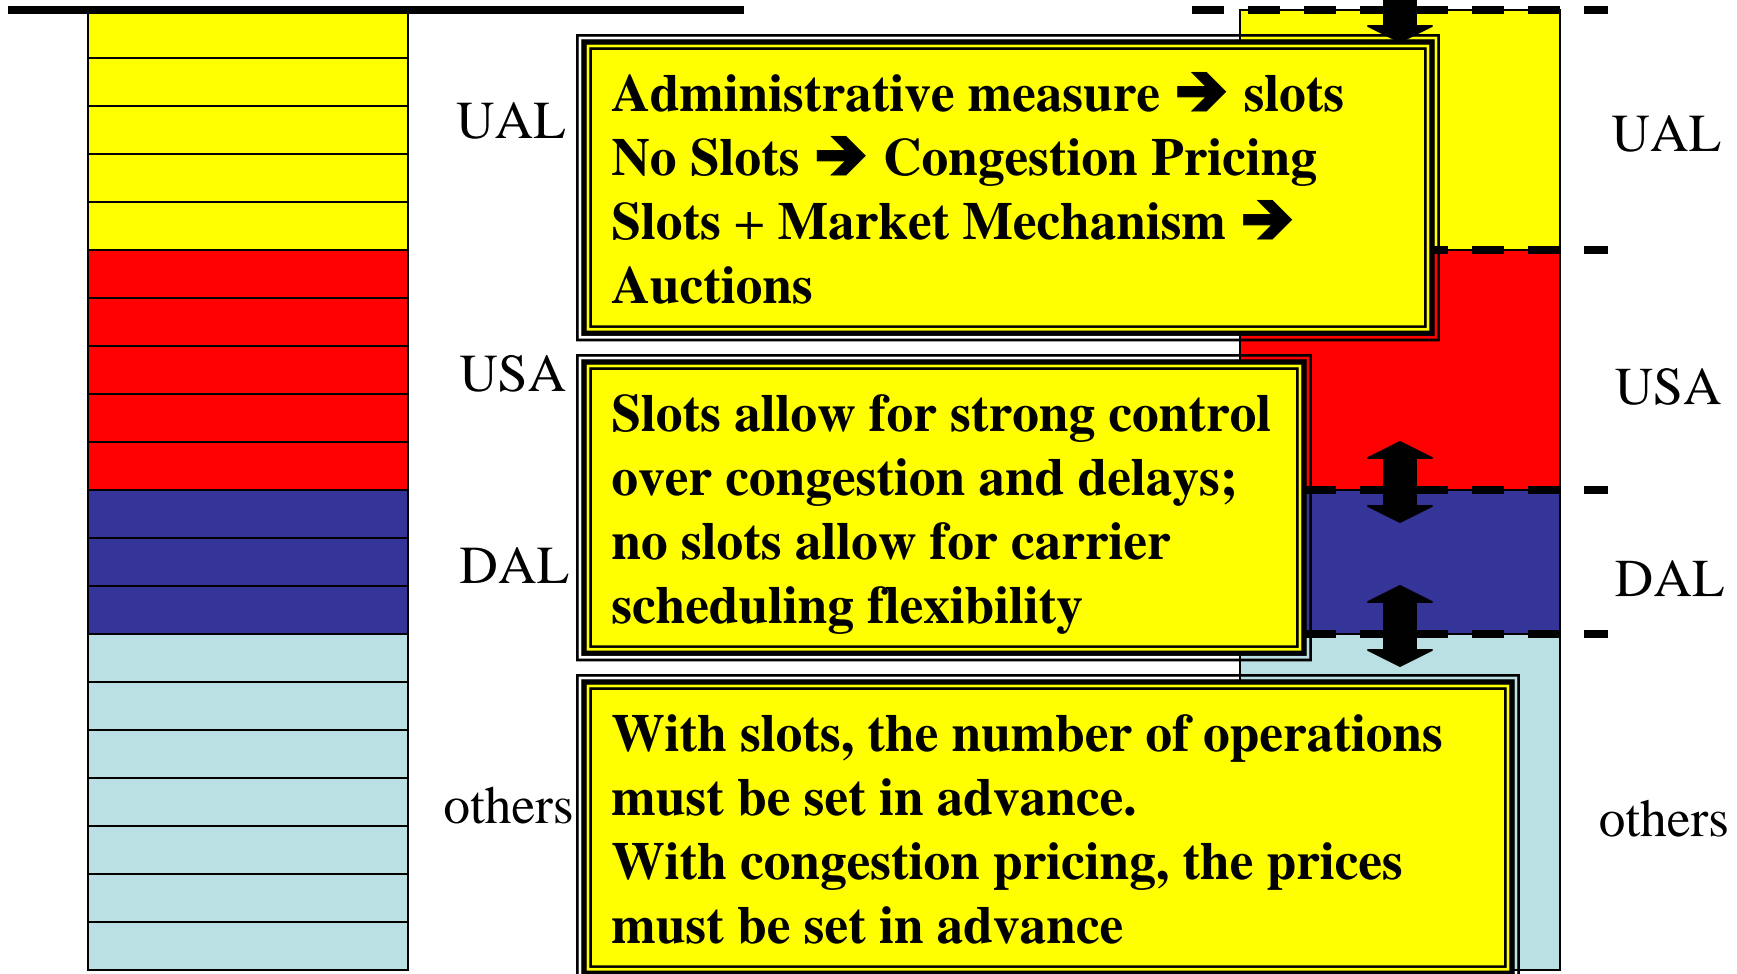 UAL
USA
DAL
others
Administrative measure ➔ slots
No Slots ➔ Congestion Pricing
Slots + Market Mechanism ➔
Auctions
Slots allow for strong control
over congestion and delays;
no slots allow for carrier
scheduling flexibility
With slots, the number of operations
must be set in advance.
With congestion pricing, the prices
must be set in advance
UAL
USA
DAL
others